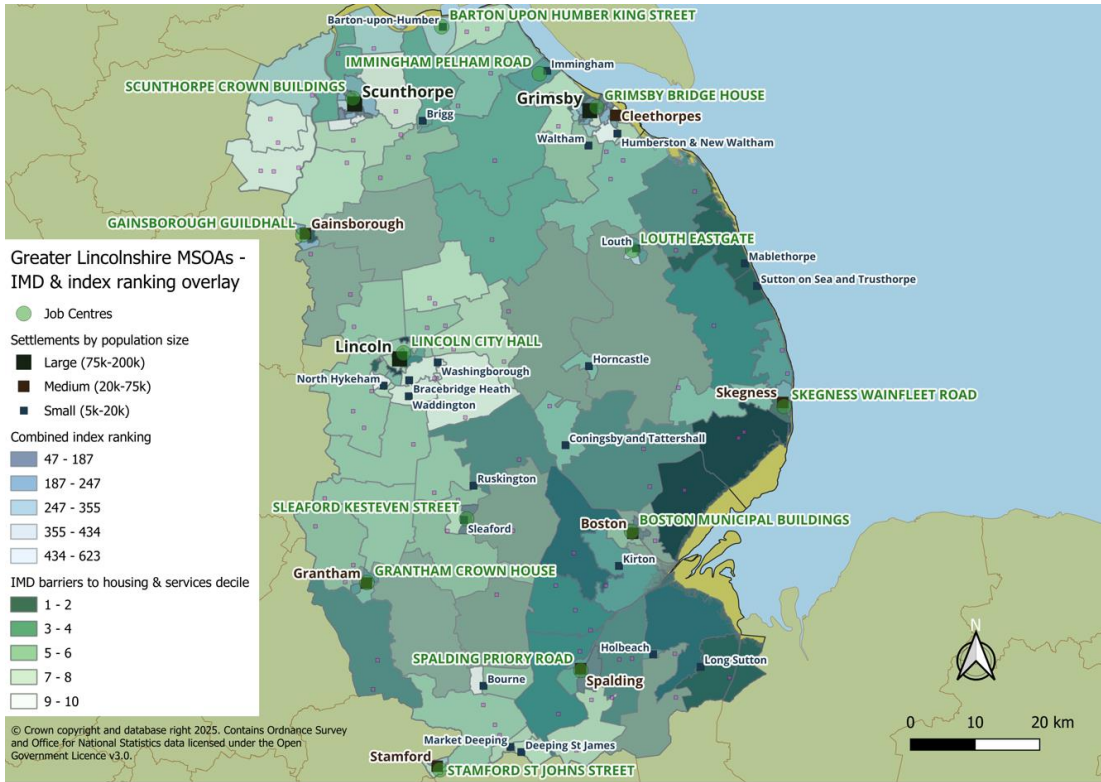 Barton-upon-Humber
BARTON UPON HUMBER KING STREET
IMMINGHAM PELHAM ROAD
Immingham
SCUNTHORPE CROWN BUILDINGS
Scunthorpe
Grimsby
GRIMSBY BRIDGE HOUSE
Brigg
Cleethorpes
Waltham
Humberston & New Waltham
GAINSBOROUGH GUILDHALL
Gainsborough
Louth
LOUTH EASTGATE
Mablethorpe
Sutton on Sea and Trusthorpe
Greater Lincolnshire MSOAs -
IMD & index ranking overlay
Job Centres
Settlements by population size
Large (75k-200k)
Medium (20k-75k)
Small (5k-20k)
Combined index ranking
47 - 187
187 - 247
247 - 355
355 - 434
434 - 623
IMD barriers to housing & services decile
1 - 2
3 - 4
5 - 6
7 - 8
9 - 10
© Crown copyright and database right 2025. Contains Ordnance Survey
and Office for National Statistics data licensed under the Open
Government Licence v3.0.
Lincoln
LINCOLN CITY HALL
Washingborough
North Hykeham
Bracebridge Heath
Waddington
Horncastle
Skegness
SKEGNESS WAINFLEET ROAD
Coningsby and Tattershall
Ruskington
SLEAFORD KESTEVEN STREET
Sleaford
Boston
BOSTON MUNICIPAL BUILDINGS
Kirton
Grantham
GRANTHAM CROWN HOUSE
Holbeach
Long Sutton
SPALDING PRIORY ROAD
Spalding
Bourne
Market Deeping
Deeping St James
Stamford
STAMFORD ST JOHNS STREET
N
0 10 20 km